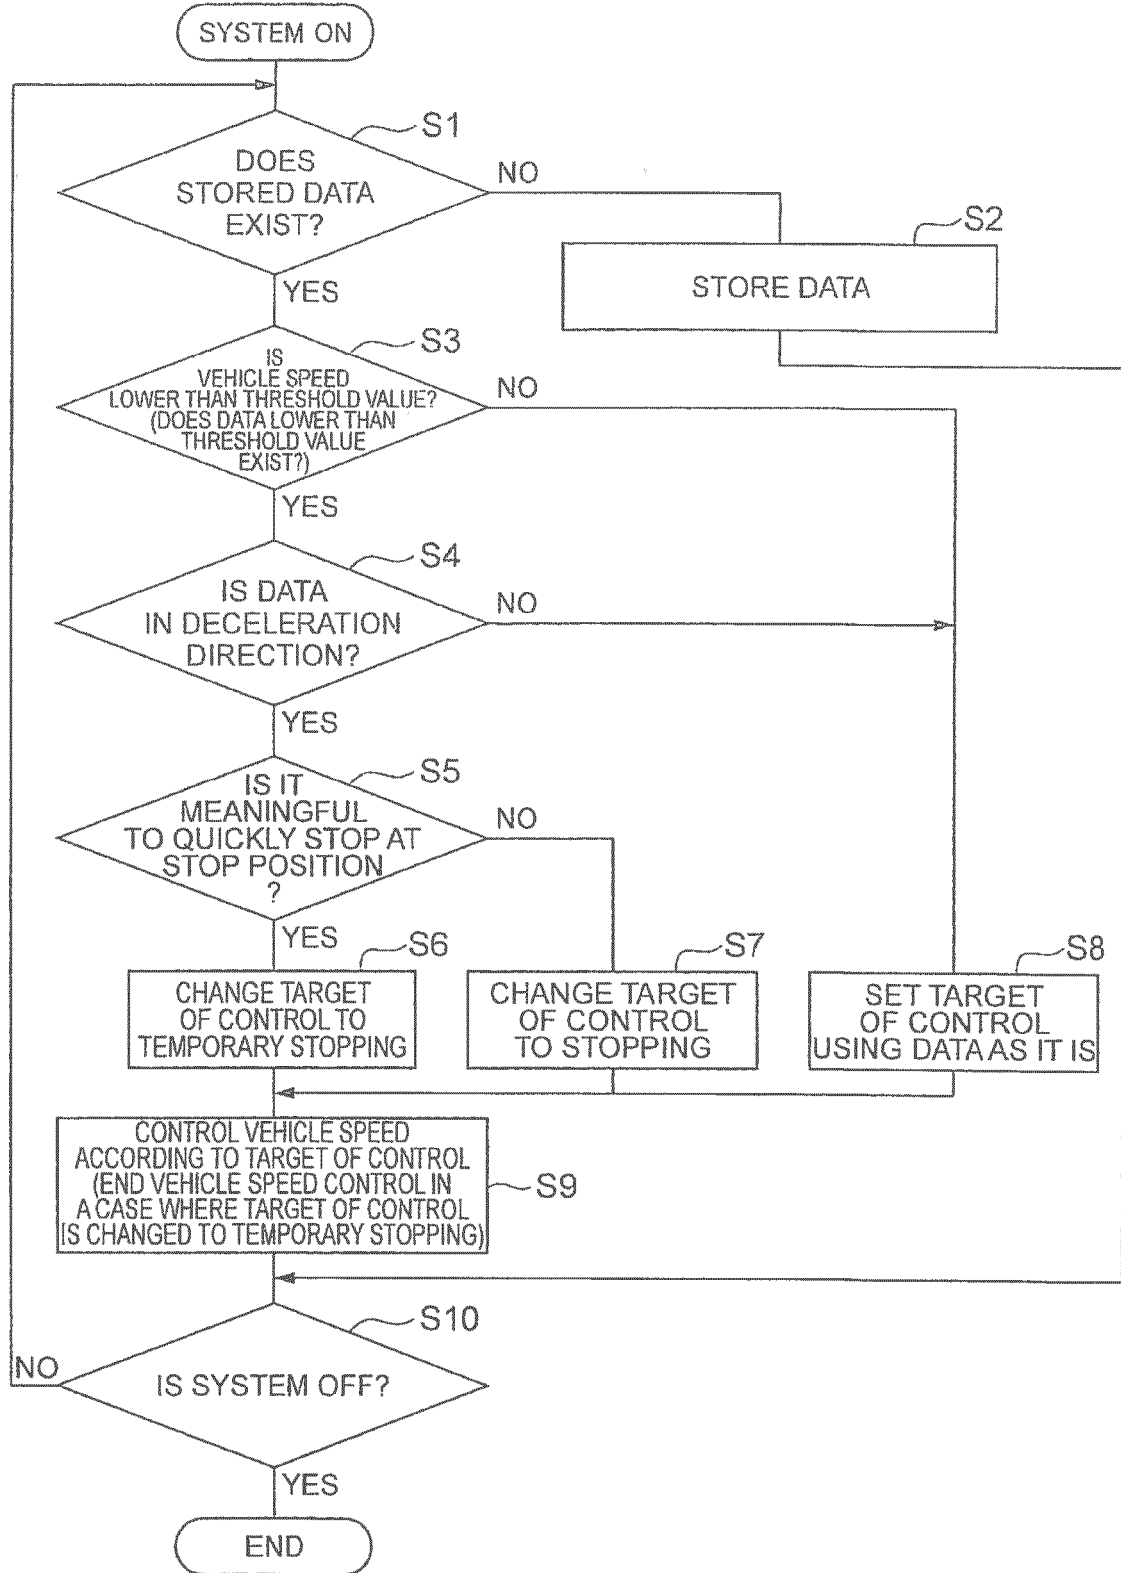 SYSTEM ON
S1
DOES
STORED DATA
EXIST?
NO
S2
STORE DATA
YES
S3
IS
VEHICLE SPEED
LOWER THAN THRESHOLD VALUE?
(DOES DATA LOWER THAN
THRESHOLD VALUE
EXIST?)
NO
YES
S4
IS DATA
IN DECELERATION
DIRECTION?
NO
YES
S5
IS IT
MEANINGFUL
TO QUICKLY STOP AT
STOP POSITION
?
NO
YES
S6
CHANGE TARGET
OF CONTROL TO
TEMPORARY STOPPING
S7
CHANGE TARGET
OF CONTROL
TO STOPPING
S8
SET TARGET
OF CONTROL
USING DATA AS IT IS
CONTROL VEHICLE SPEED
ACCORDING TO TARGET OF CONTROL
(END VEHICLE SPEED CONTROL IN
A CASE WHERE TARGET OF CONTROL
IS CHANGED TO TEMPORARY STOPPING)
S9
S10
IS SYSTEM OFF?
NO
YES
END